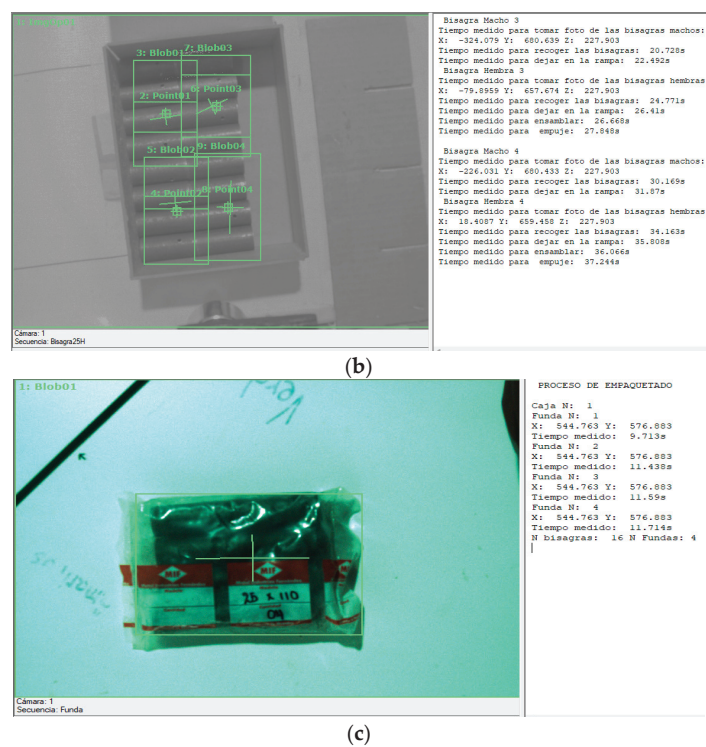 7: Blob03
3: Blob01
6: Point03
2: Point01
9: Blob04
5: Blob02
8: Point04
Cámara: 1
Secuencia: Bisagra25H
Bisagra Macho 3
Tiempo medido para tomar foto de las bisagras machos:
X: -324.079 Y: 680.639 Z: 227.903
Tiempo medido para recoger las bisagras: 20.728s
Tiempo medido para dejar en la rampa: 22.492s
Bisagra Hembra 3
Tiempo medido para tomar foto de las bisagras hembras
X: -79.8959 Y: 657.674 Z: 227.903
Tiempo medido para recoger las bisagras: 24.771s
Tiempo medido para dejar en la rampa: 26.41s
Tiempo medido para ensamblar: 26.668s
Tiempo medido para empuje: 27.848s
Bisagra Macho 4
Tiempo medido para tomar foto de las bisagras machos:
X: -226.031 Y: 680.433 Z: 227.903
Tiempo medido para recoger las bisagras: 30.169s
Tiempo medido para dejar en la rampa: 31.87s
Bisagra Hembra 4
Tiempo medido para tomar foto de las bisagras hembras
X: 18.4087 Y: 659.458 Z: 227.903
Tiempo medido para recoger las bisagras: 34.163s
Tiempo medido para dejar en la rampa: 35.808s
Tiempo medido para ensamblar: 36.066s
Tiempo medido para empuje: 37.244s
(b)
1: Blob01
MIF
MIF
25 x 110
04
Cámara: 1
Secuencia: Funda
PROCESO DE EMPAQUETADO
Caja N: 1
Funda N: 1
X: 544.763 Y: 576.883
Tiempo medido: 9.713s
Funda N: 2
X: 544.763 Y: 576.883
Tiempo medido: 11.438s
Funda N: 3
X: 544.763 Y: 576.883
Tiempo medido: 11.59s
Funda N: 4
X: 544.763 Y: 576.883
Tiempo medido: 11.714s
N bisagras: 16 N Fundas: 4
(c)